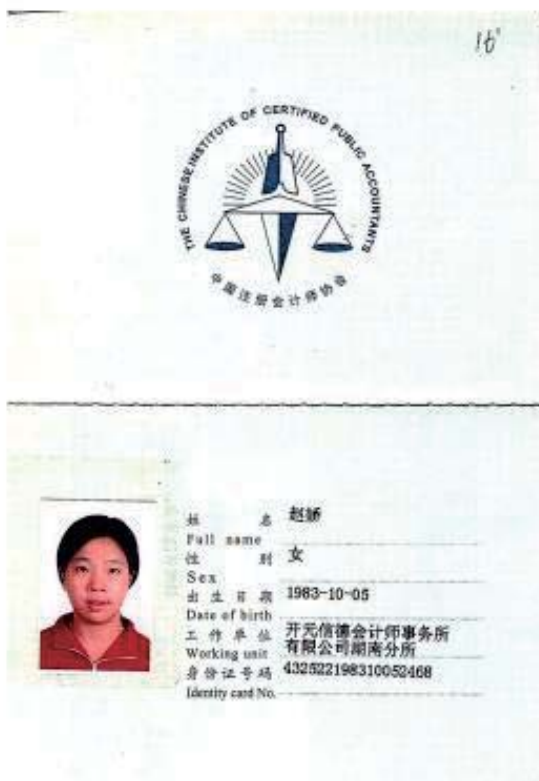 16
THE CHINESE INSTITUTE OF CERTIFIED PUBLIC ACCOUNTANTS
中国注册会计师协会
姓 名 赵娇
Full name
性 别 女
Sex
出生日期 1983-10-05
Date of birth
工作单位 开元信德会计师事务所
有限公司湖南分所
Working unit
身份证号码 432522198310052468
Identity card No.